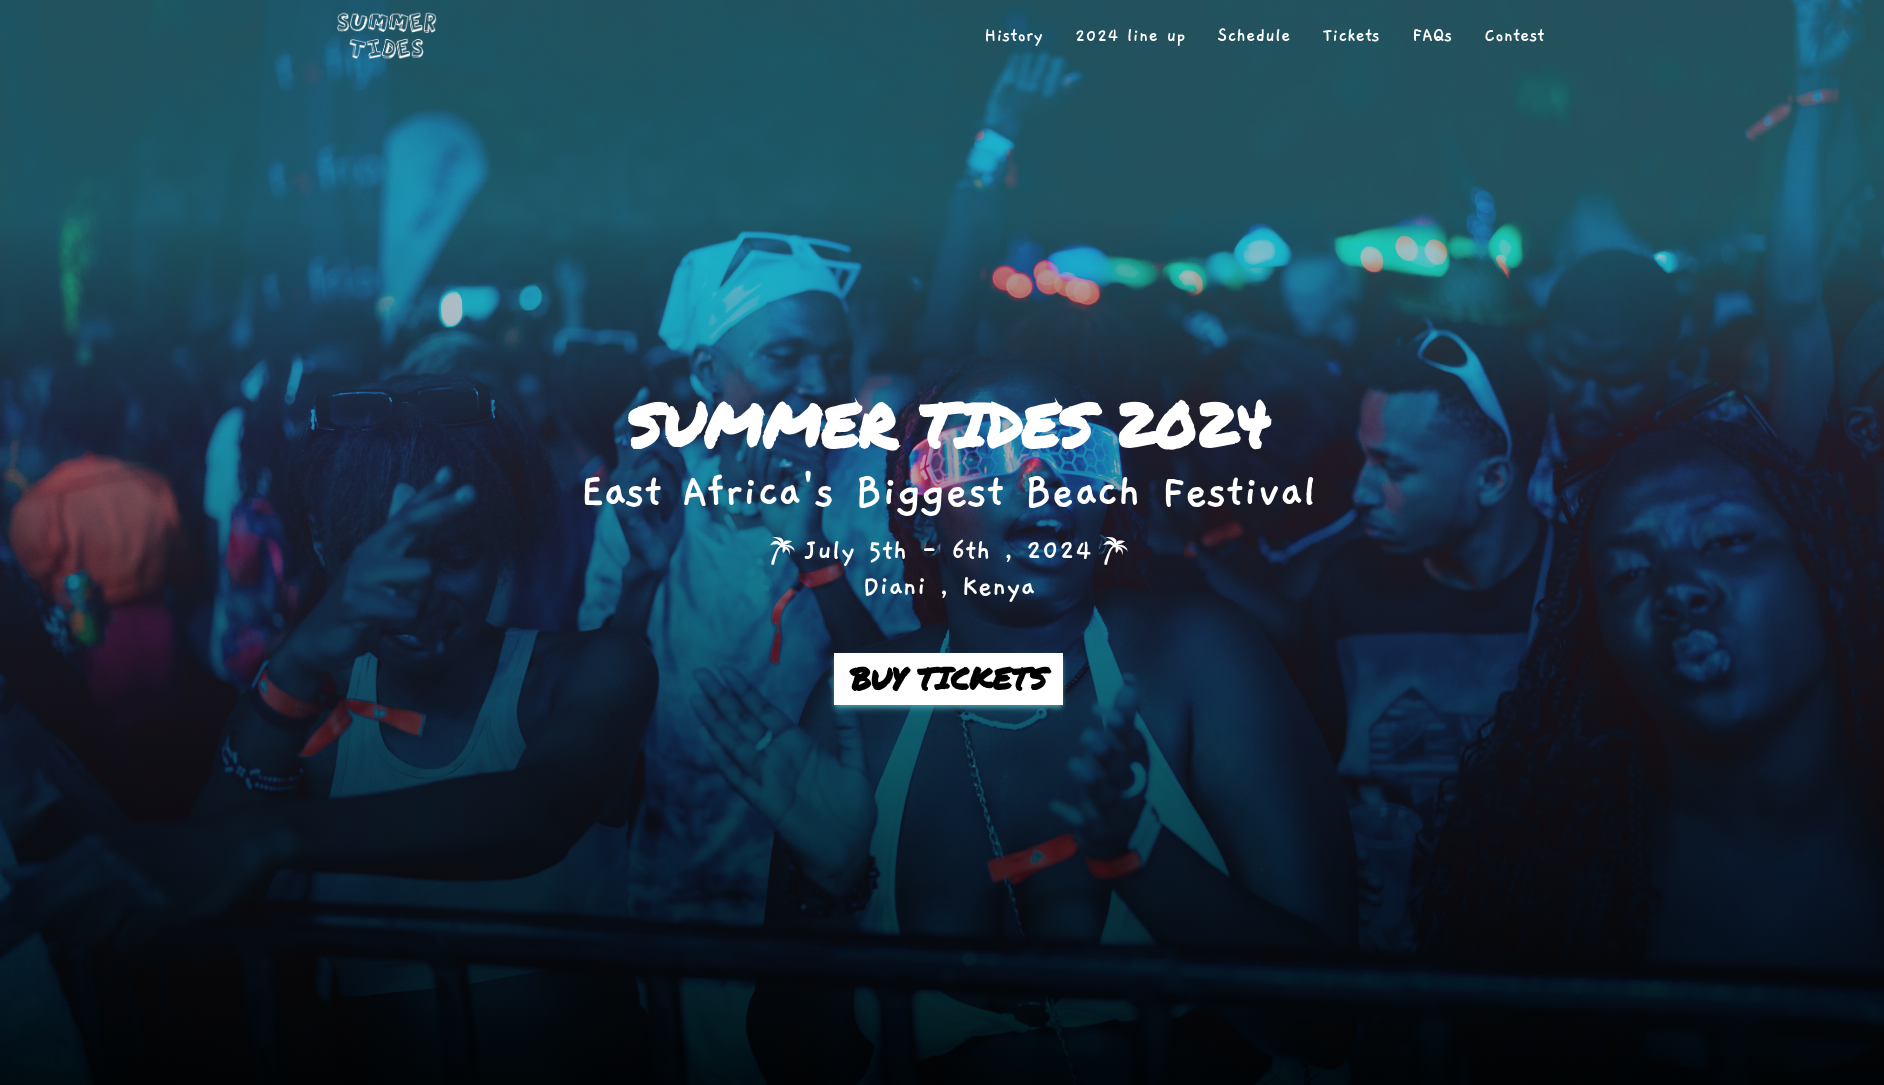 SUMMER
TIDES
History 2024 line up Schedule Tickets FAQs Contest
SUMMER TIDES 2024
East Africa's Biggest Beach Festival
July 5th - 6th , 2024
Diani , Kenya
BUY TICKETS